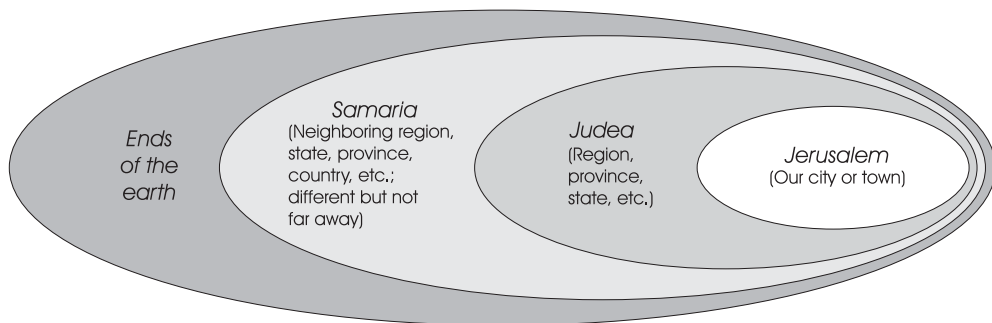 Ends
of the
earth
Samaria
(Neighboring region,
state, province,
country, etc.;
different but not
far away)
Judea
(Region,
province,
state, etc.)
Jerusalem
(Our city or town)